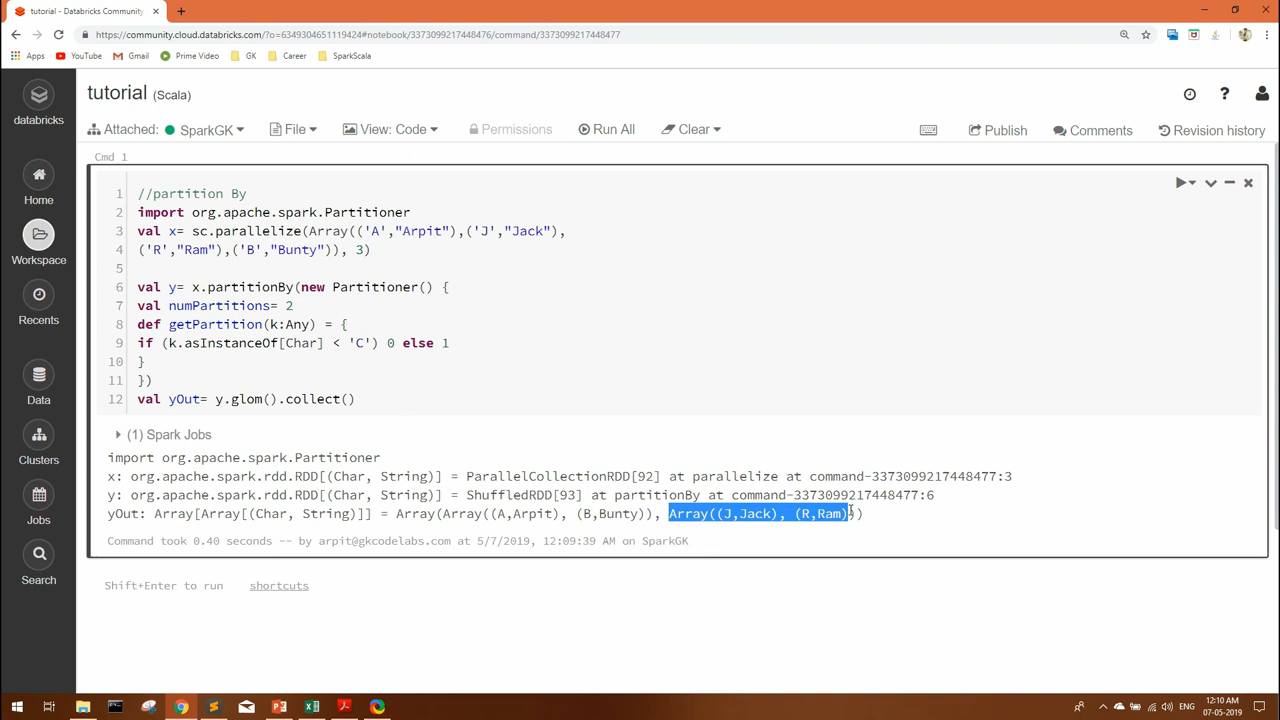 tutorial - Databricks Community
https://community.cloud.databricks.com/?o=6349304651119424#notebook/3373099217448476/command/3373099217448477
Apps YouTube Gmail Prime Video GK Career SparkScala
databricks
Home
Workspace
Recents
Data
Clusters
Jobs
Search
tutorial (Scala)
Attached: SparkGK File View: Code Permissions Run All Clear Publish Comments Revision history
Cmd 1
1 //partition By
2 import org.apache.spark.Partitioner
3 val x= sc.parallelize(Array(('A',"Arpit"),('J',"Jack"),
4 ('R',"Ram"),('B',"Bunty")), 3)
5
6 val y= x.partitionBy(new Partitioner() {
7 val numPartitions= 2
8 def getPartition(k:Any) = {
9 if (k.asInstanceOf[Char] < 'C') 0 else 1
10 }
11 })
12 val yOut= y.glom().collect()
(1) Spark Jobs
import org.apache.spark.Partitioner
x: org.apache.spark.rdd.RDD[(Char, String)] = ParallelCollectionRDD[92] at parallelize at command-3373099217448477:3
y: org.apache.spark.rdd.RDD[(Char, String)] = ShuffledRDD[93] at partitionBy at command-3373099217448477:6
yOut: Array[Array[(Char, String)]] = Array(Array((A,Arpit), (B,Bunty)), Array((J,Jack), (R,Ram)))
Command took 0.40 seconds -- by arpit@gkcodelabs.com at 5/7/2019, 12:09:39 AM on SparkGK
Shift+Enter to run shortcuts
ENG
12:10 AM
07-05-2019